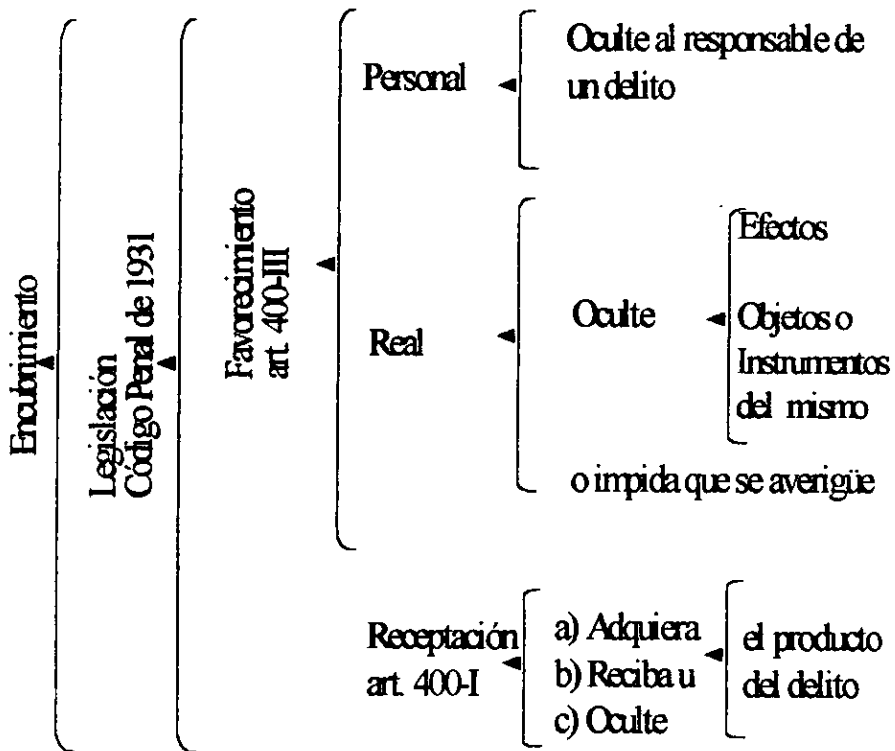 Encubrimiento
Legislación
Código Penal de 1931
Favorecimiento
art. 400-III
Personal
Oculte al responsable de
un delito
Real
Oculte
Efectos
Objetos o
Instrumentos
del mismo
o impida que se averigüe
Receptación
art. 400-I
a) Adquiera
b) Reciba u
c) Oculte
el producto
del delito